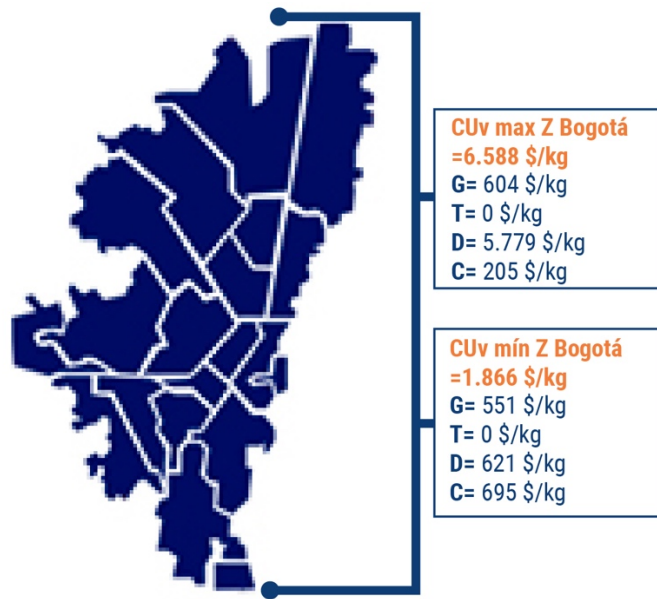 CUv max Z Bogotá
=6.588 $/kg
G= 604 $/kg
T= 0 $/kg
D= 5.779 $/kg
C= 205 $/kg
CUv mín Z Bogotá
=1.866 $/kg
G= 551 $/kg
T= 0 $/kg
D= 621 $/kg
C= 695 $/kg